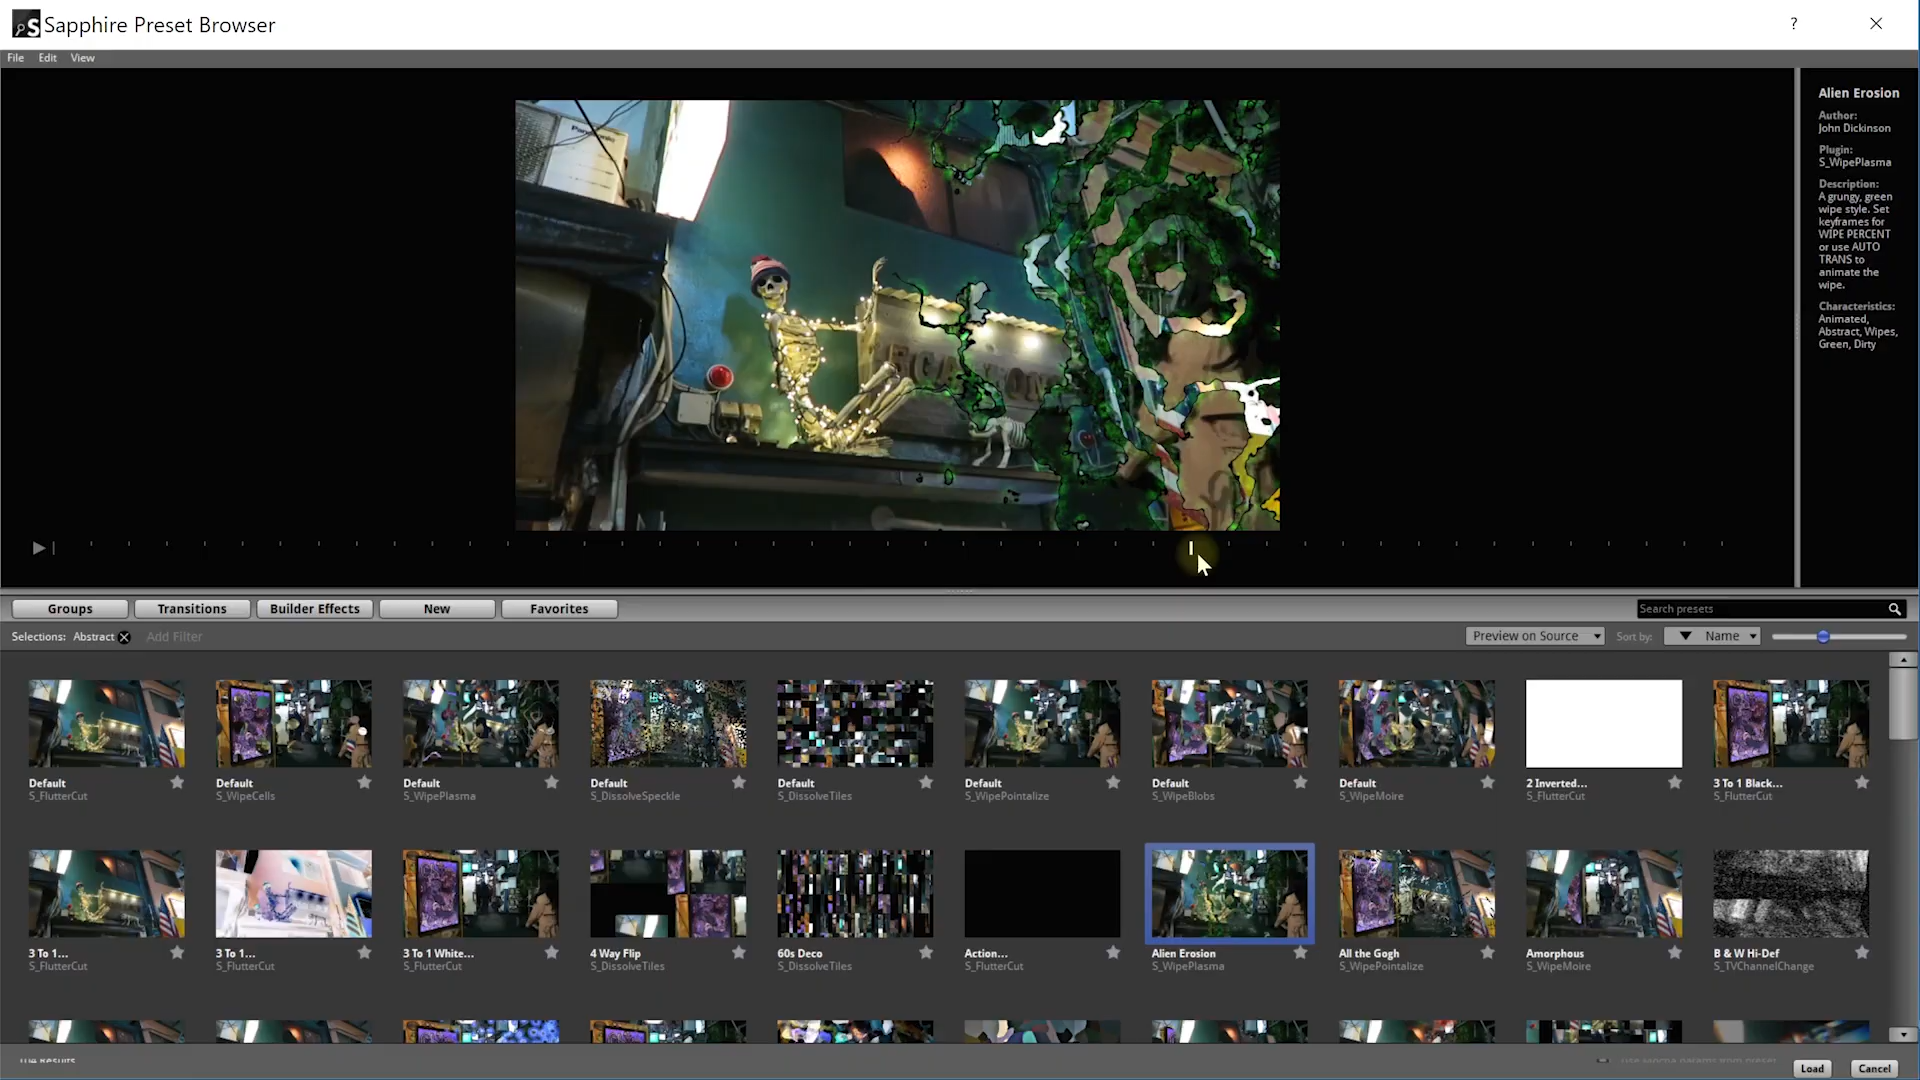 Sapphire Preset Browser
?
File Edit View
Alien Erosion
Author:
John Dickinson
Plugin:
S_WipePlasma
Description:
A grungy, green
wipe style. Set
keyframes for
WIPE PERCENT
or use AUTO
TRANS to
animate the
wipe.
Characteristics:
Animated,
Abstract, Wipes,
Green, Dirty
Panasonic
Groups Transitions Builder Effects New Favorites Search presets
Selections: Abstract Add Filter Preview on Source Sort by: Name
Default Default Default Default Default Default Default Default 2 Inverted... 3 To 1 Black...
S_FlutterCut S_WipeCells S_WipePlasma S_DissolveSpeckle S_DissolveTiles S_WipePointalize S_WipeBlobs S_WipeMoire S_FlutterCut S_FlutterCut
3 To 1... 3 To 1... 3 To 1 White... 4 Way Flip 60s Deco Action... Alien Erosion All the Gogh Amorphous B & W Hi-Def
S_FlutterCut S_FlutterCut S_FlutterCut S_DissolveTiles S_DissolveTiles S_FlutterCut S_WipePlasma S_WipePointalize S_WipeMoire S_TVChannelChange
Load Cancel